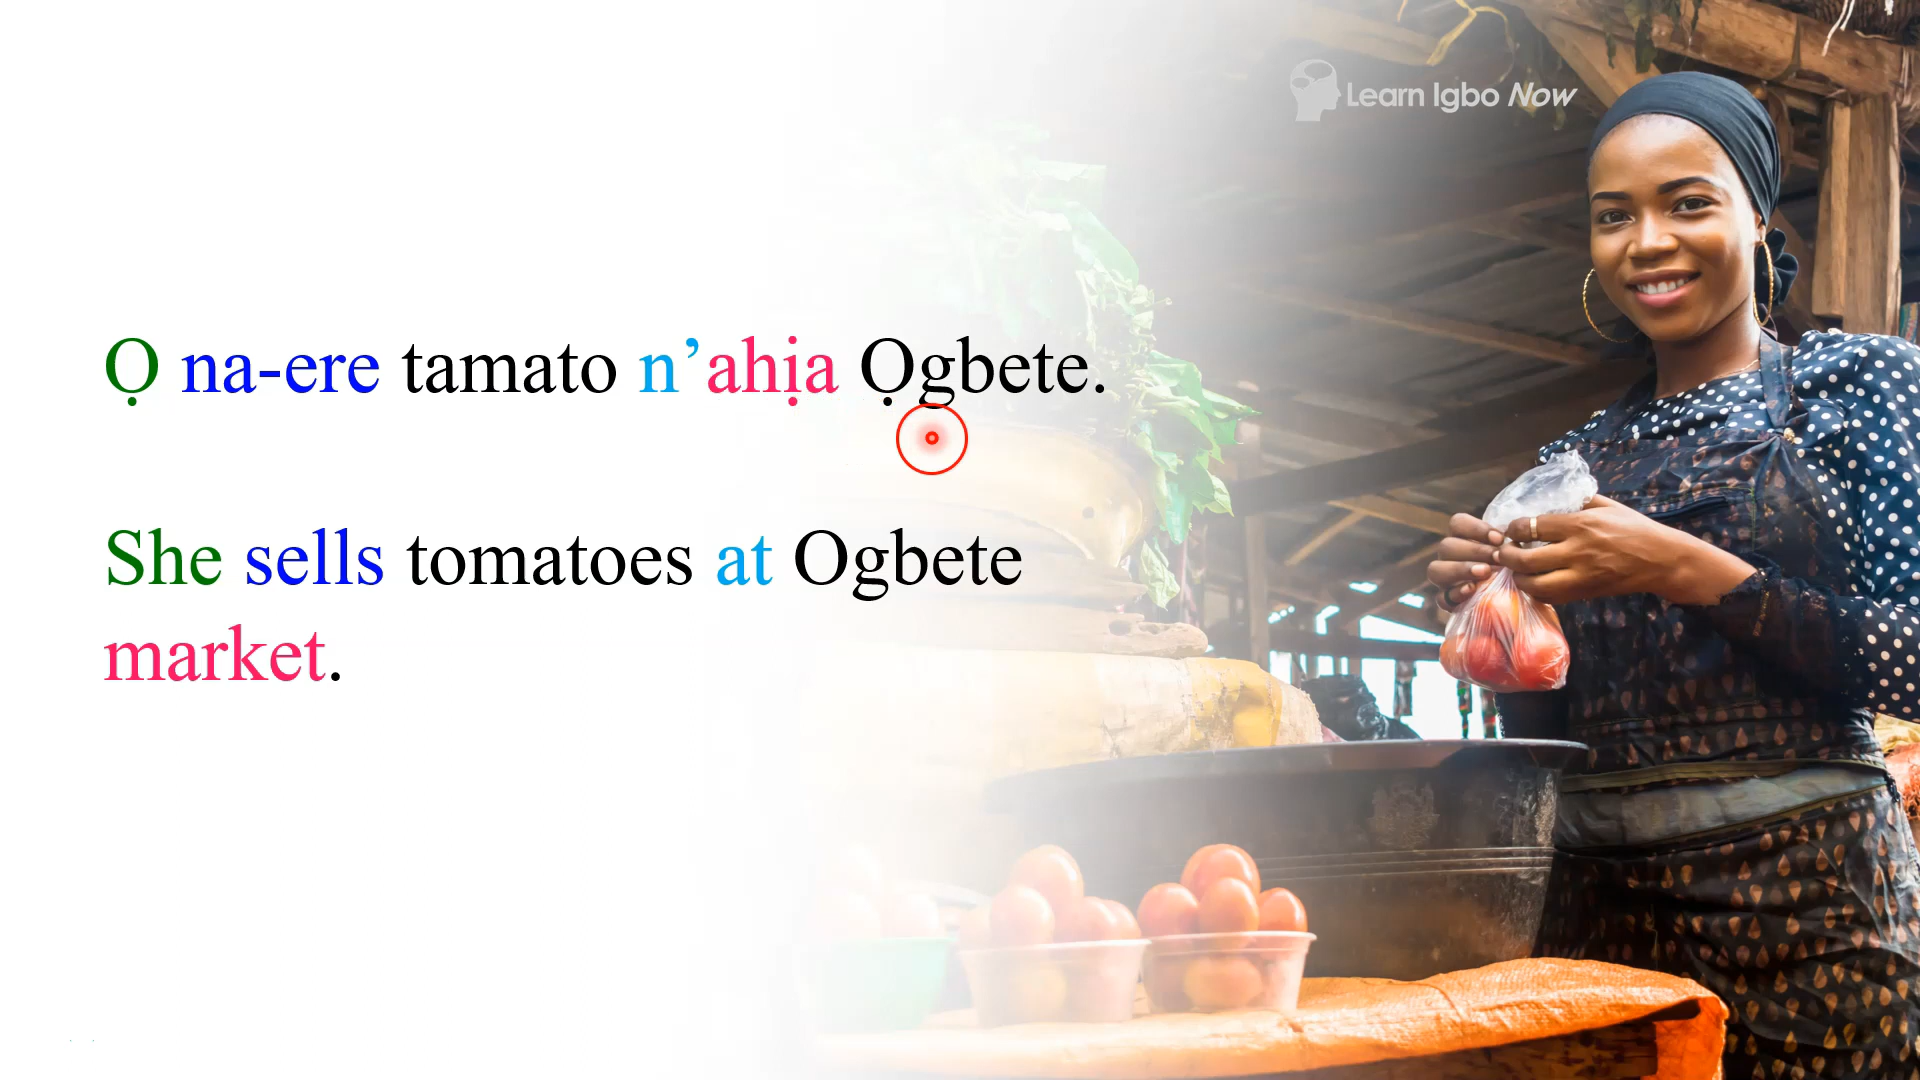 Learn Igbo Now
Ọ na-ere tamato n’ahịa Ọgbete.
She sells tomatoes at Ogbete
market.